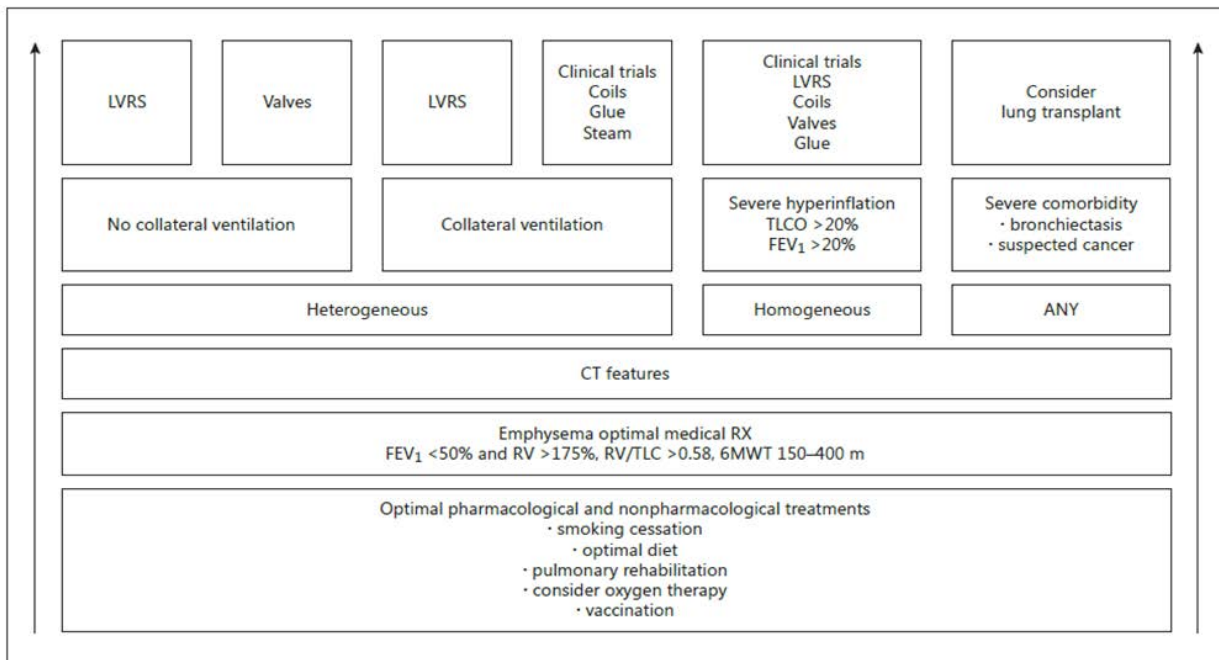 LVRS
Valves
LVRS
Clinical trials
Coils
Glue
Steam
Clinical trials
LVRS
Coils
Valves
Glue
Consider
lung transplant
No collateral ventilation
Collateral ventilation
Severe hyperinflation
TLCO >20%
FEV₁ >20%
Severe comorbidity
· bronchiectasis
· suspected cancer
Heterogeneous
Homogeneous
ANY
CT features
Emphysema optimal medical RX
FEV₁ <50% and RV >175%, RV/TLC >0.58, 6MWT 150–400 m
Optimal pharmacological and nonpharmacological treatments
· smoking cessation
· optimal diet
· pulmonary rehabilitation
· consider oxygen therapy
· vaccination